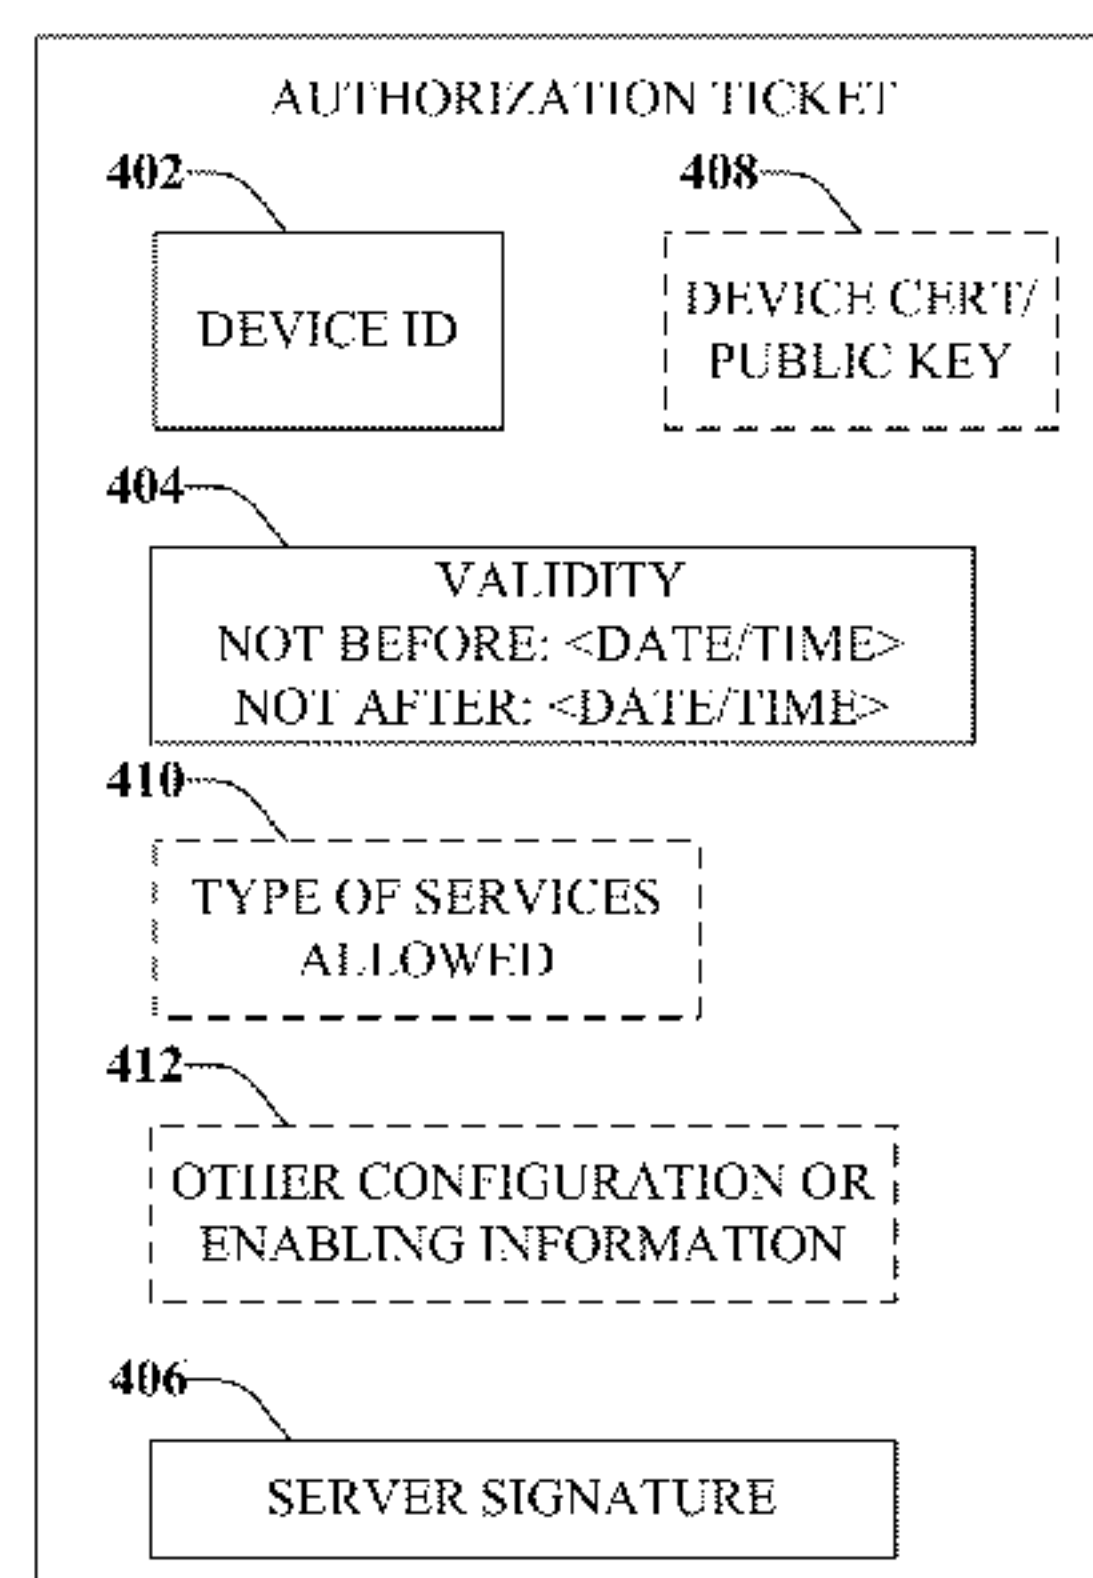 AUTHORIZATION TICKET
402
408
DEVICE ID
DEVICE CERT/
PUBLIC KEY
404
VALIDITY
NOT BEFORE: <DATE/TIME>
NOT AFTER: <DATE/TIME>
410
TYPE OF SERVICES
ALLOWED
412
OTHER CONFIGURATION OR
ENABLING INFORMATION
406
SERVER SIGNATURE